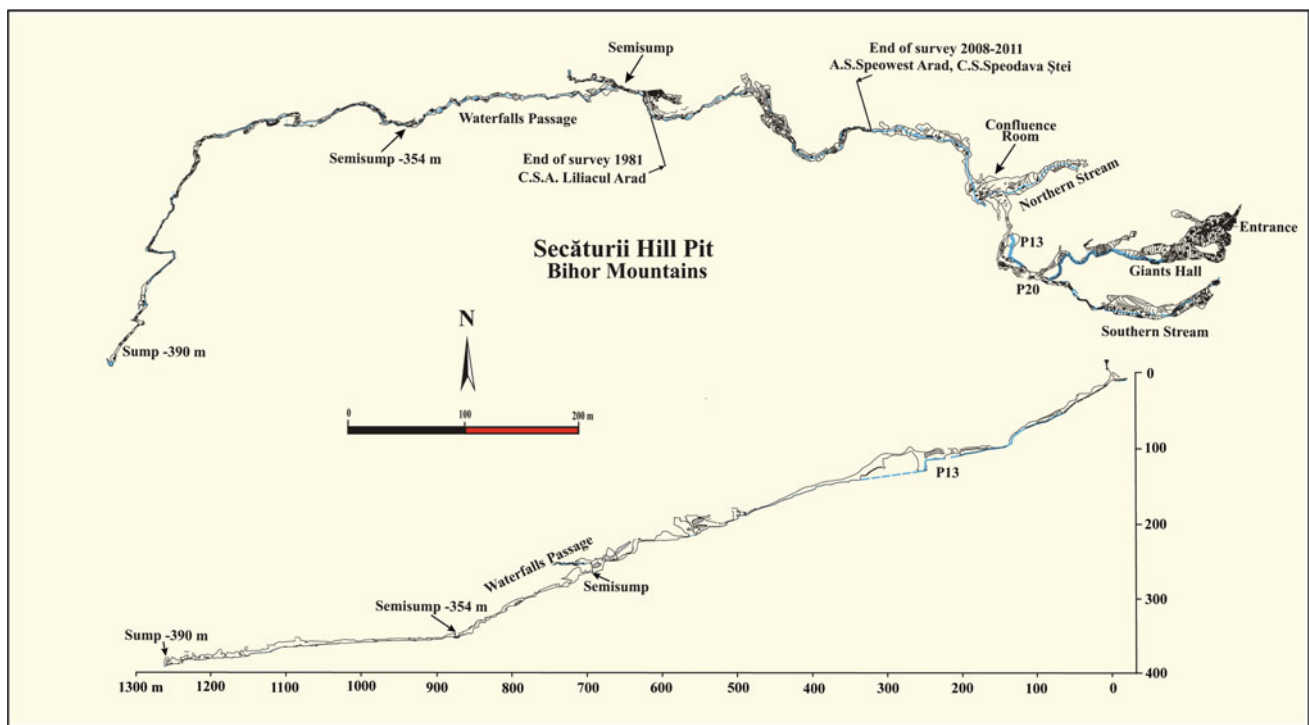 Semisump
End of survey 2008-2011
A.S.Speowest Arad, C.S.Speodava Ştei
Waterfalls Passage
Confluence
Room
Semisump -354 m
End of survey 1981
C.S.A. Liliacul Arad
Northern Stream
Secăturii Hill Pit
Bihor Mountains
P13
Entrance
Giants Hall
P20
Southern Stream
Sump -390 m
N
0
100
200 m
0
100
P13
200
Waterfalls Passage
Semisump
300
Semisump -354 m
Sump -390 m
400
1300 m 1200 1100 1000 900 800 700 600 500 400 300 200 100 0